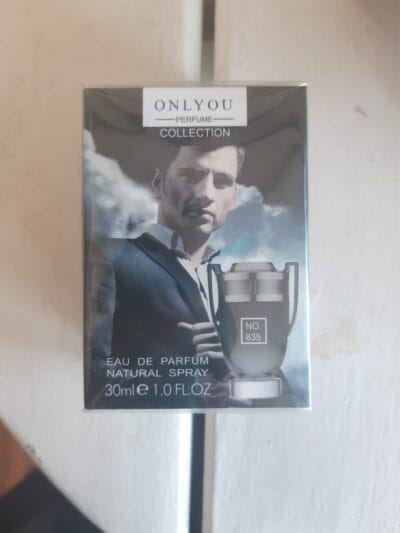 ONLYOU
PERFUME
COLLECTION
NO.
835
EAU DE PARFUM
NATURAL SPRAY
30ml e 1.0 FL.OZ